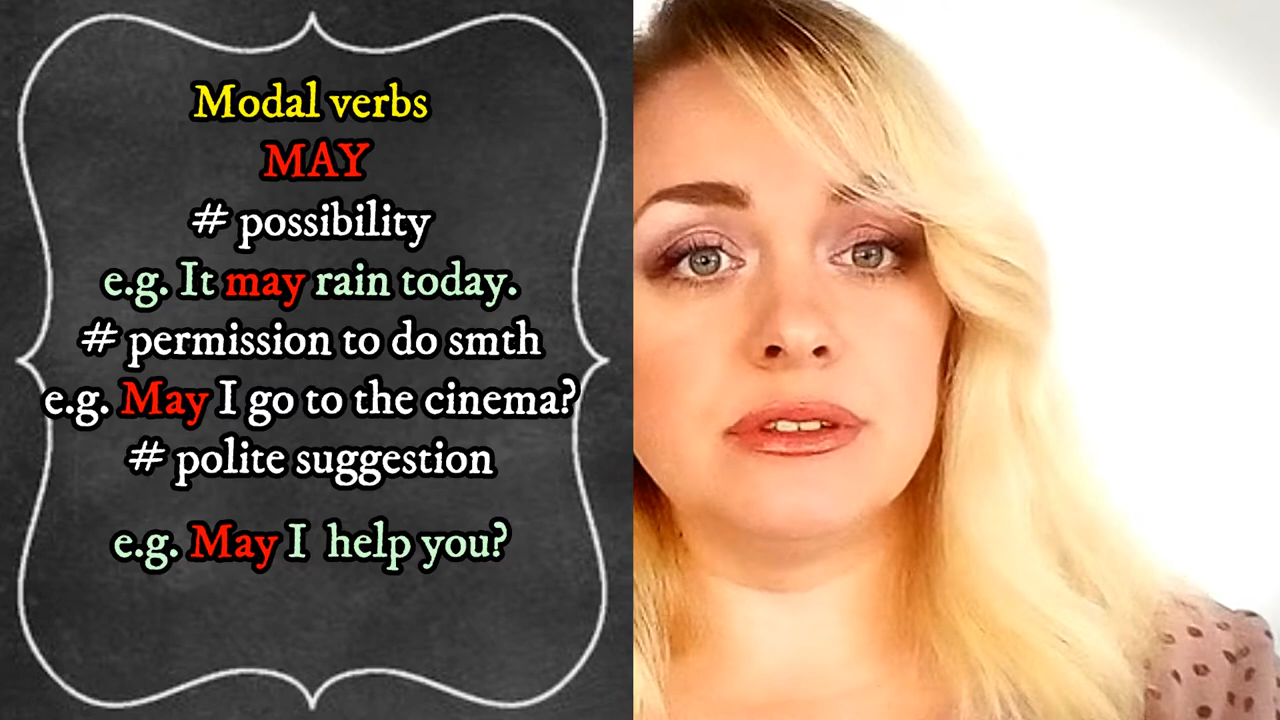 Modal verbs
MAY
# possibility
e.g. It may rain today.
# permission to do smth
e.g. May I go to the cinema?
# polite suggestion
e.g. May I help you?